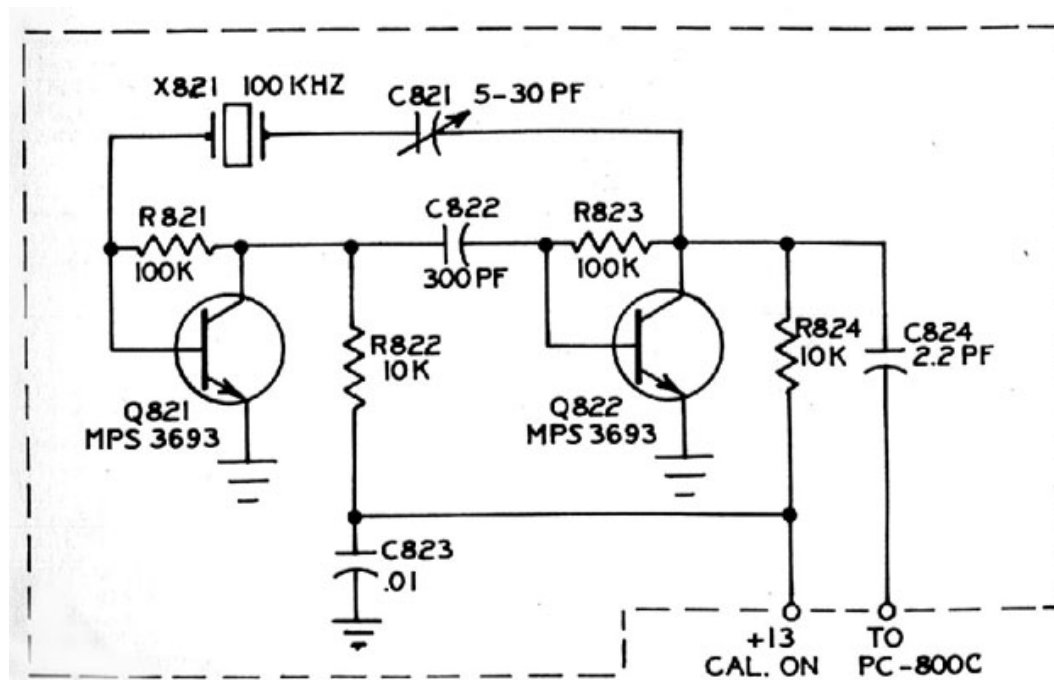 X821 100 KHZ
C821 5-30 PF
R821
100K
C822
300 PF
R823
100K
R822
10K
R824
10K
C824
2.2 PF
Q821
MPS 3693
Q822
MPS 3693
C823
.01
+13
CAL. ON
TO
PC-800C